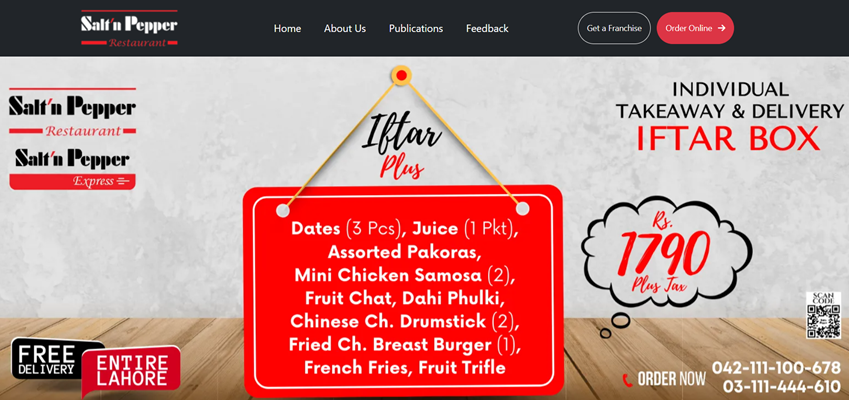 Salt'n Pepper
Restaurant
Home
About Us
Publications
Feedback
Get a Franchise
Order Online
Salt'n Pepper
Restaurant
Salt'n Pepper
Express
Iftar
Plus
INDIVIDUAL
TAKEAWAY & DELIVERY
IFTAR BOX
Dates (3 Pcs), Juice (1 Pkt),
Assorted Pakoras,
Mini Chicken Samosa (2),
Fruit Chat, Dahi Phulki,
Chinese Ch. Drumstick (2),
Fried Ch. Breast Burger (1),
French Fries, Fruit Trifle
Rs.
1790
Plus Tax
SCAN
CODE
FREE
DELIVERY
ENTIRE
LAHORE
ORDER NOW
042-111-100-678
03-111-444-610